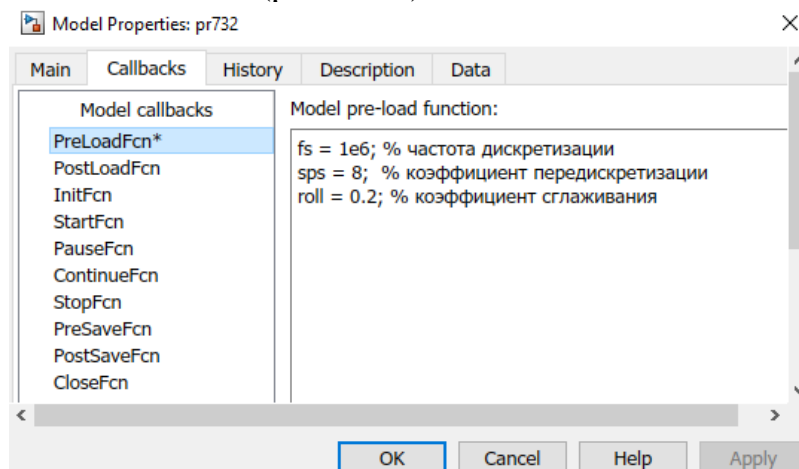 Model Properties: pr732
Main Callbacks History Description Data
Model callbacks
PreLoadFcn*
PostLoadFcn
InitFcn
StartFcn
PauseFcn
ContinueFcn
StopFcn
PreSaveFcn
PostSaveFcn
CloseFcn
Model pre-load function:
fs = 1e6; % частота дискретизации
sps = 8; % коэффициент передискретизации
roll = 0.2; % коэффициент сглаживания
OK Cancel Help Apply